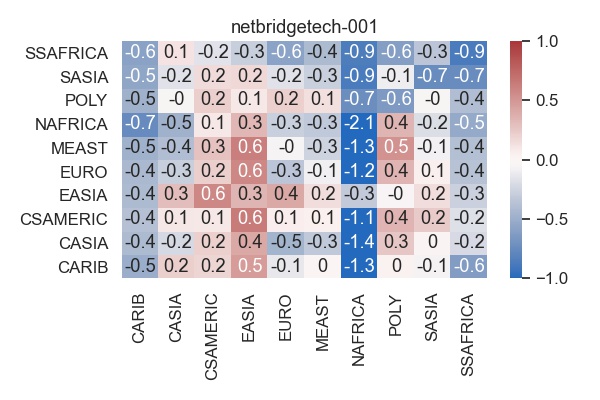 netbridgetech-001
SSAFRICA -0.6 0.1 -0.2 -0.3 -0.6 -0.4 -0.9 -0.6 -0.3 -0.9
SASIA -0.5 -0.2 0.2 0.2 -0.2 -0.3 -0.9 -0.1 -0.7 -0.7
POLY -0.5 -0 0.2 0.1 0.2 0.1 -0.7 -0.6 -0 -0.4
NAFRICA -0.7 -0.5 0.1 0.3 -0.3 -0.3 -2.1 0.4 -0.2 -0.5
MEAST -0.5 -0.4 0.3 0.6 -0 -0.3 -1.3 0.5 -0.1 -0.4
EURO -0.4 -0.3 0.2 0.6 -0.3 -0.1 -1.2 0.4 0.1 -0.4
EASIA -0.4 0.3 0.6 0.3 0.4 0.2 -0.3 -0 0.2 -0.3
CSAMERIC -0.4 0.1 0.1 0.6 0.1 0.1 -1.1 0.4 0.2 -0.2
CASIA -0.4 -0.2 0.2 0.4 -0.5 -0.3 -1.4 0.3 0 -0.2
CARIB -0.5 0.2 0.2 0.5 -0.1 0 -1.3 0 -0.1 -0.6
CARIB CASIA CSAMERIC EASIA EURO MEAST NAFRICA POLY SASIA SSAFRICA
1.0
0.5
0.0
−0.5
−1.0